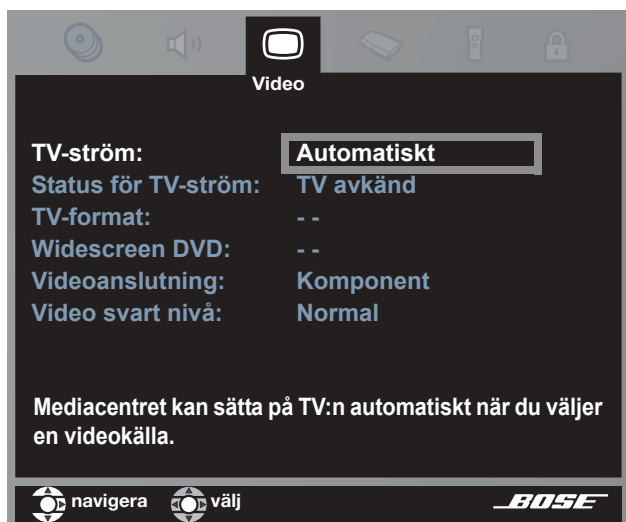 Video
TV-ström: Automatiskt
Status för TV-ström: TV avkänd
TV-format: - -
Widescreen DVD: - -
Videoanslutning: Komponent
Video svart nivå: Normal
Mediacentret kan sätta på TV:n automatiskt när du väljer
en videokälla.
navigera välj BOSE